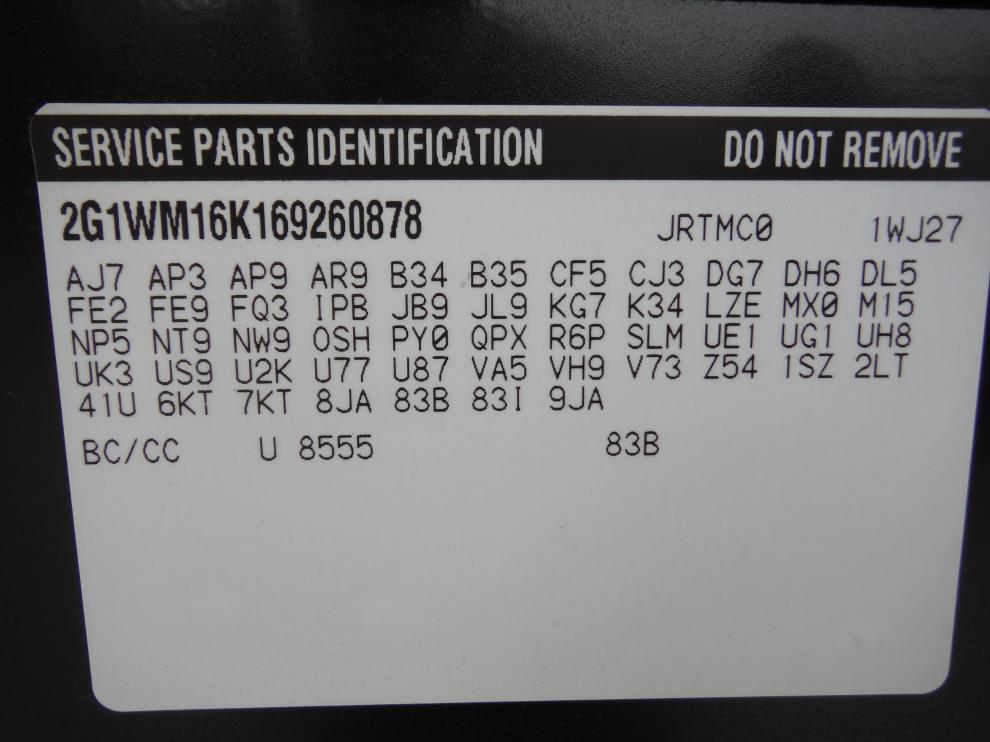 SERVICE PARTS IDENTIFICATION DO NOT REMOVE
2G1WM16K169260878 JRTMC0 1WJ27
AJ7 AP3 AP9 AR9 B34 B35 CF5 CJ3 DG7 DH6 DL5
FE2 FE9 FQ3 IPB JB9 JL9 KG7 K34 LZE MX0 M15
NP5 NT9 NW9 OSH PY0 QPX R6P SLM UE1 UG1 UH8
UK3 US9 U2K U77 U87 VA5 VH9 V73 Z54 1SZ 2LT
41U 6KT 7KT 8JA 83B 83I 9JA
BC/CC U 8555 83B